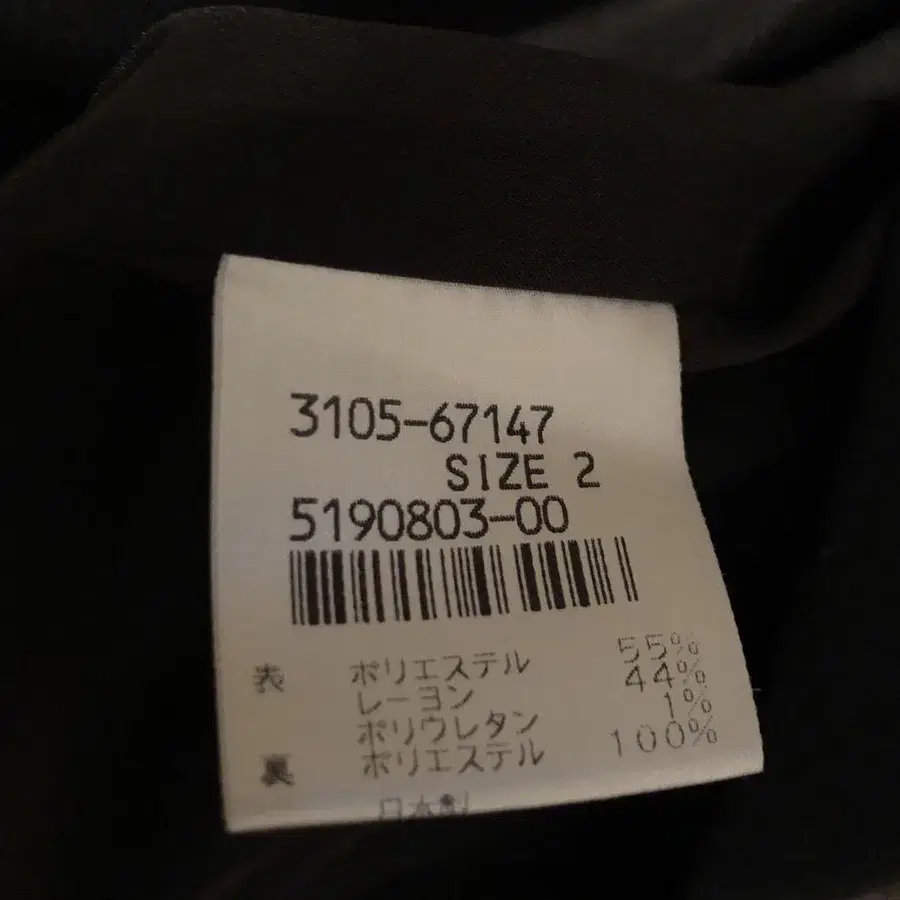 3105-67147
SIZE 2
5190803-00
表 ポリエステル 55%
レーヨン 44%
ポリウレタン 1%
裏 ポリエステル 100%
日本製